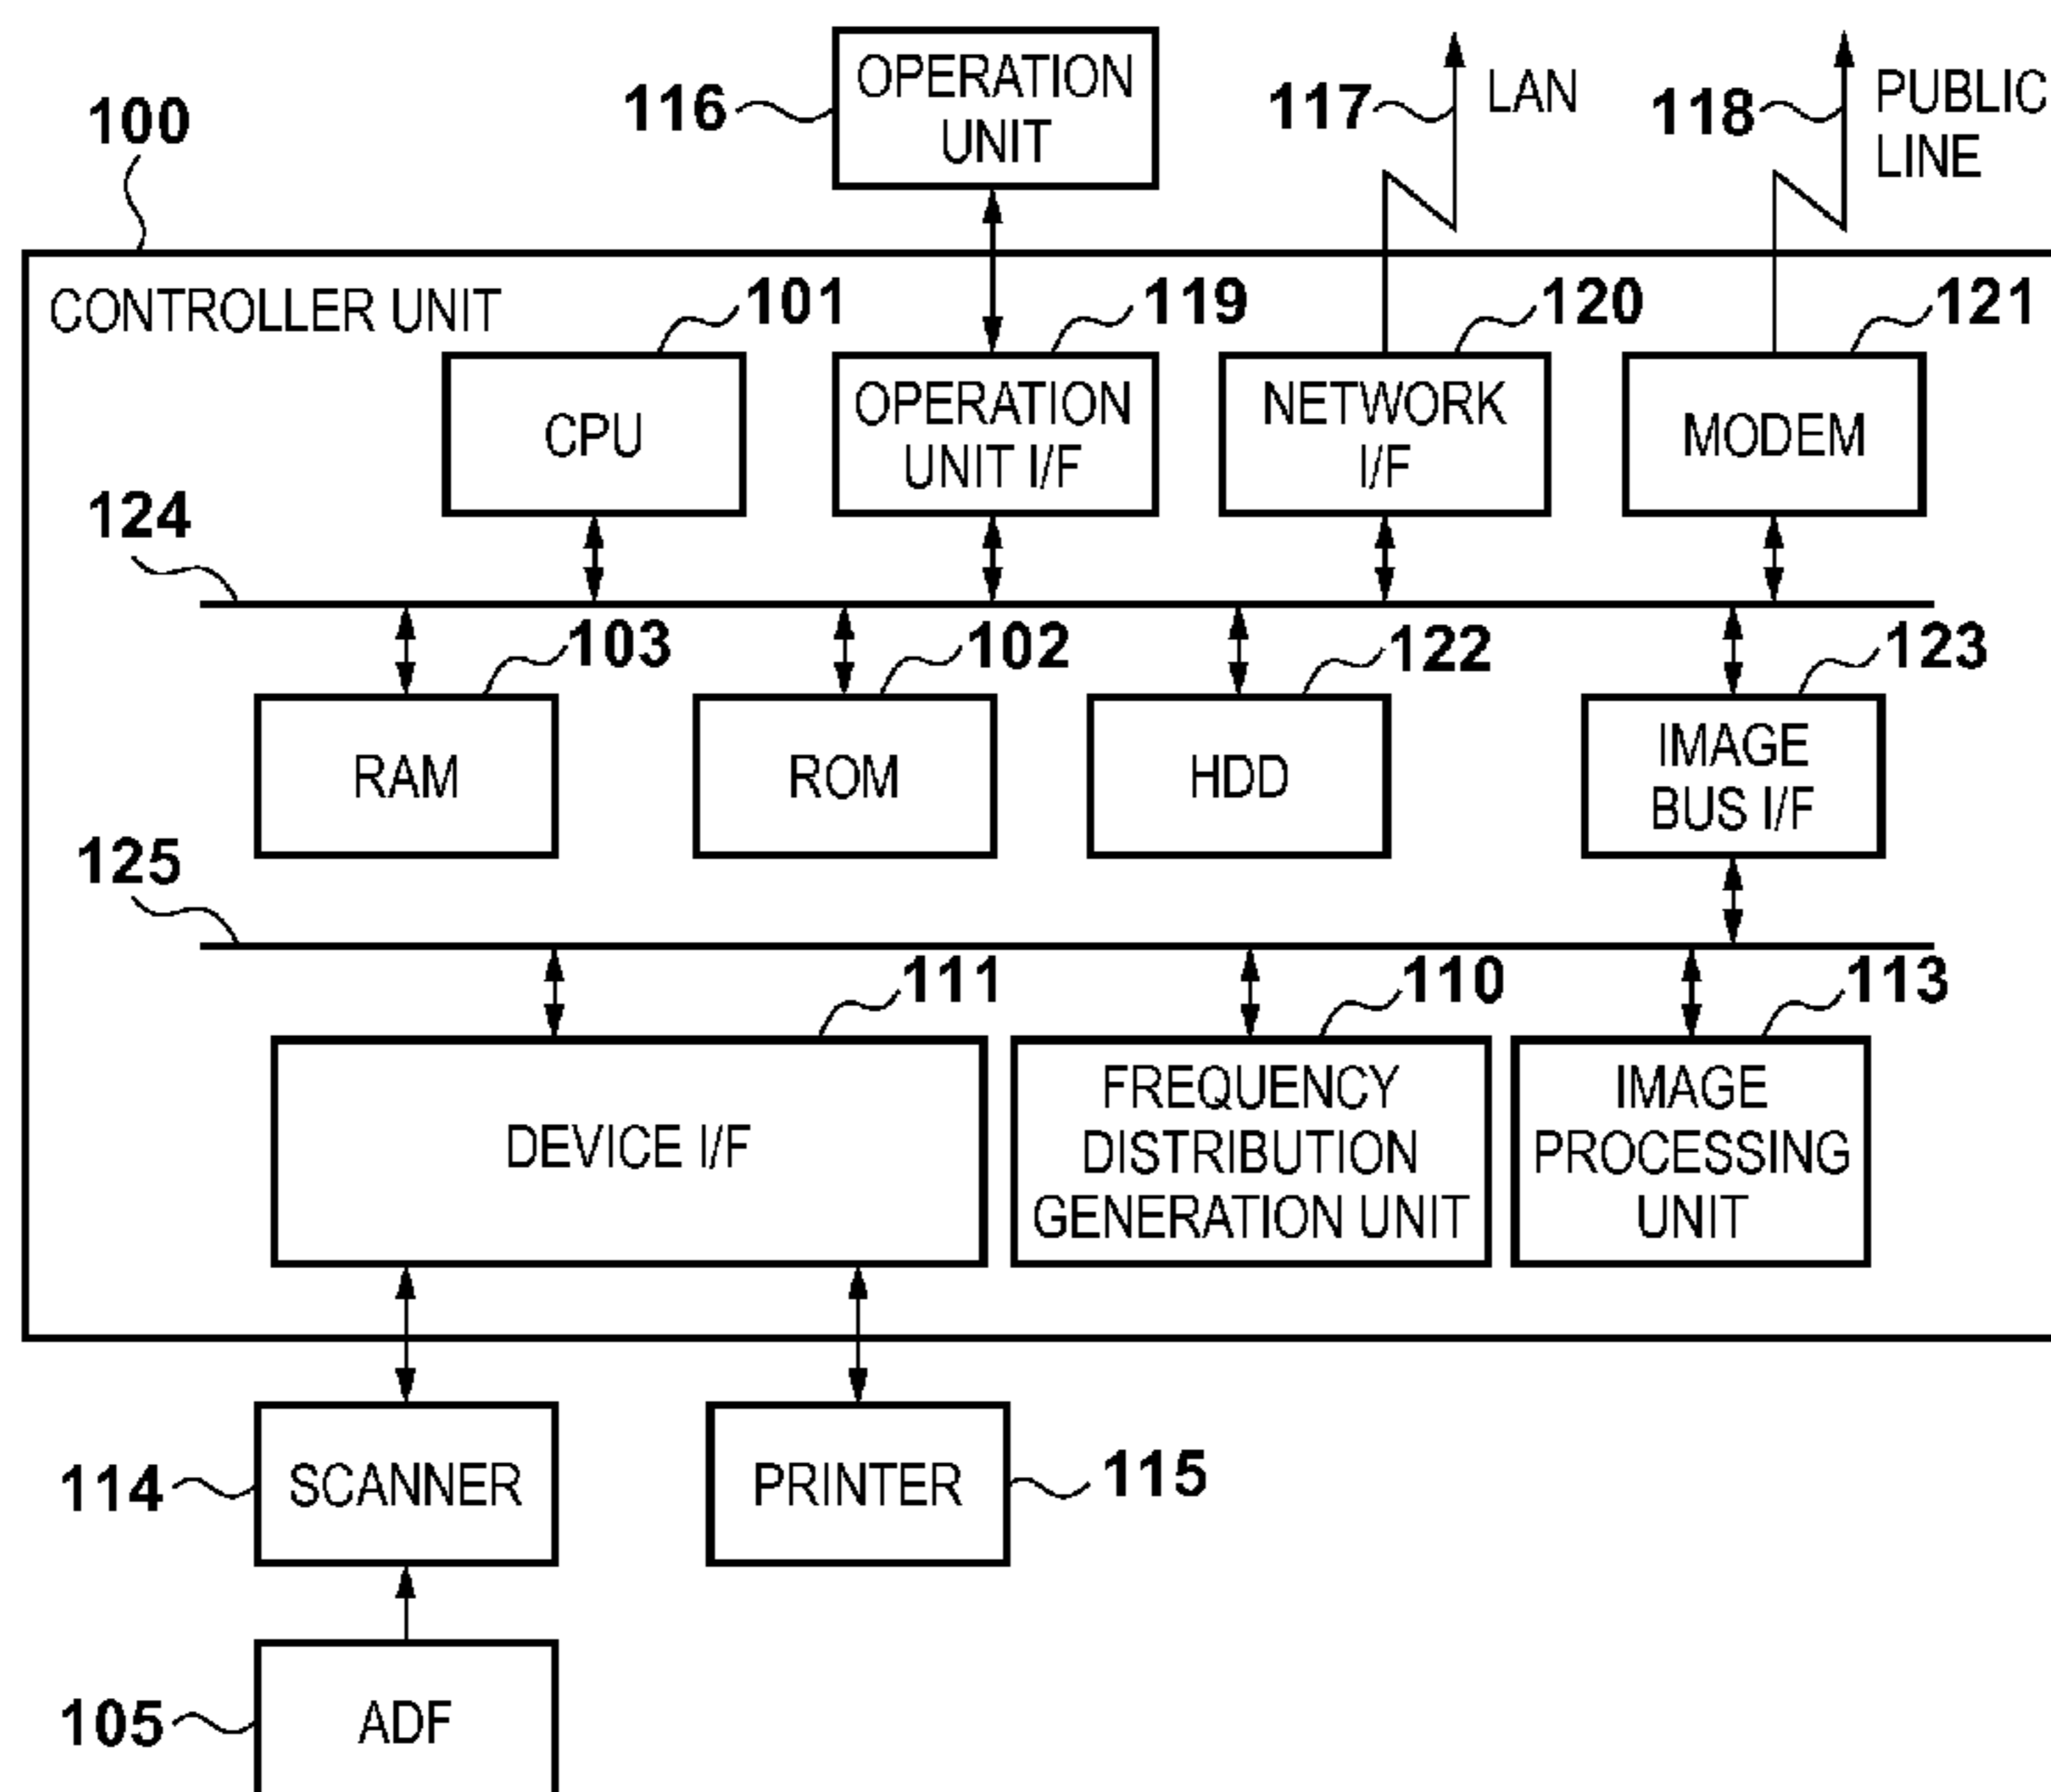 OPERATION
UNIT
116
117
LAN
118
PUBLIC
LINE
100
CONTROLLER UNIT
101
119
120
121
CPU
OPERATION
UNIT I/F
NETWORK
I/F
MODEM
124
103
102
122
123
RAM
ROM
HDD
IMAGE
BUS I/F
125
111
110
113
DEVICE I/F
FREQUENCY
DISTRIBUTION
GENERATION UNIT
IMAGE
PROCESSING
UNIT
114
SCANNER
PRINTER
115
105
ADF